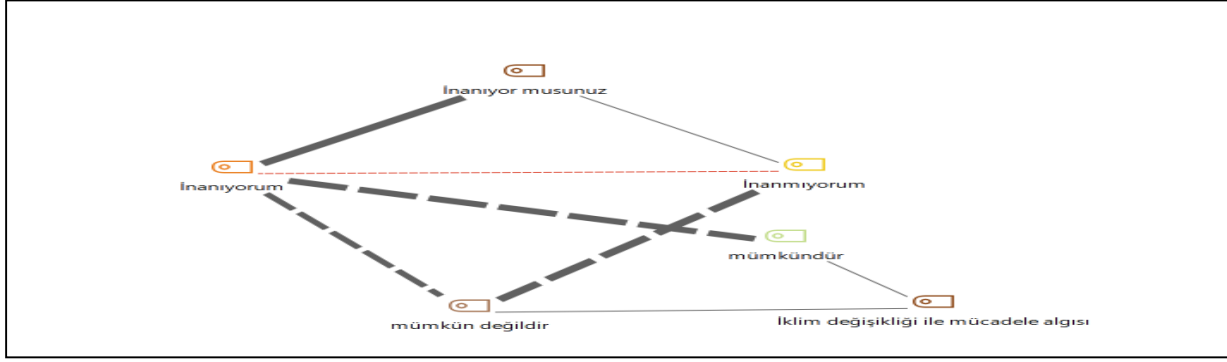 İnanıyor musunuz
İnanıyorum
İnanmıyorum
mümkündür
mümkün değildir
İklim değişikliği ile mücadele algısı